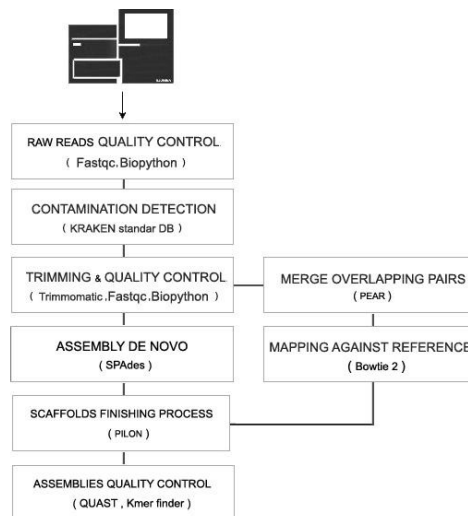 RAW READS QUALITY CONTROL
( Fastqc.Biopython )
CONTAMINATION DETECTION
( KRAKEN standar DB )
TRIMMING & QUALITY CONTROL
( Trimmomatic.Fastqc.Biopython )
MERGE OVERLAPPING PAIRS
( PEAR )
ASSEMBLY DE NOVO
( SPAdes )
MAPPING AGAINST REFERENCE
( Bowtie 2 )
SCAFFOLDS FINISHING PROCESS
( PILON )
ASSEMBLIES QUALITY CONTROL
( QUAST , Kmer finder )